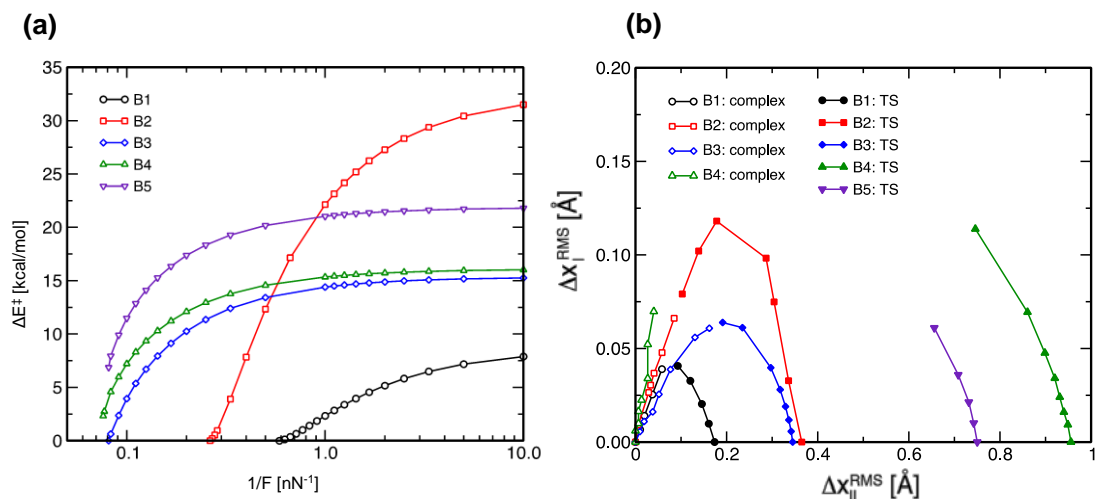 (a)
35
30
25
20
15
10
5
0
ΔE‡ [kcal/mol]
B1
B2
B3
B4
B5
0.1
1.0
10.0
1/F [nN⁻¹]
(b)
0.20
0.15
0.10
0.05
0.00
Δx_I^RMS [Å]
B1: complex
B2: complex
B3: complex
B4: complex
B1: TS
B2: TS
B3: TS
B4: TS
B5: TS
0
0.2
0.4
0.6
0.8
1
Δx_II^RMS [Å]